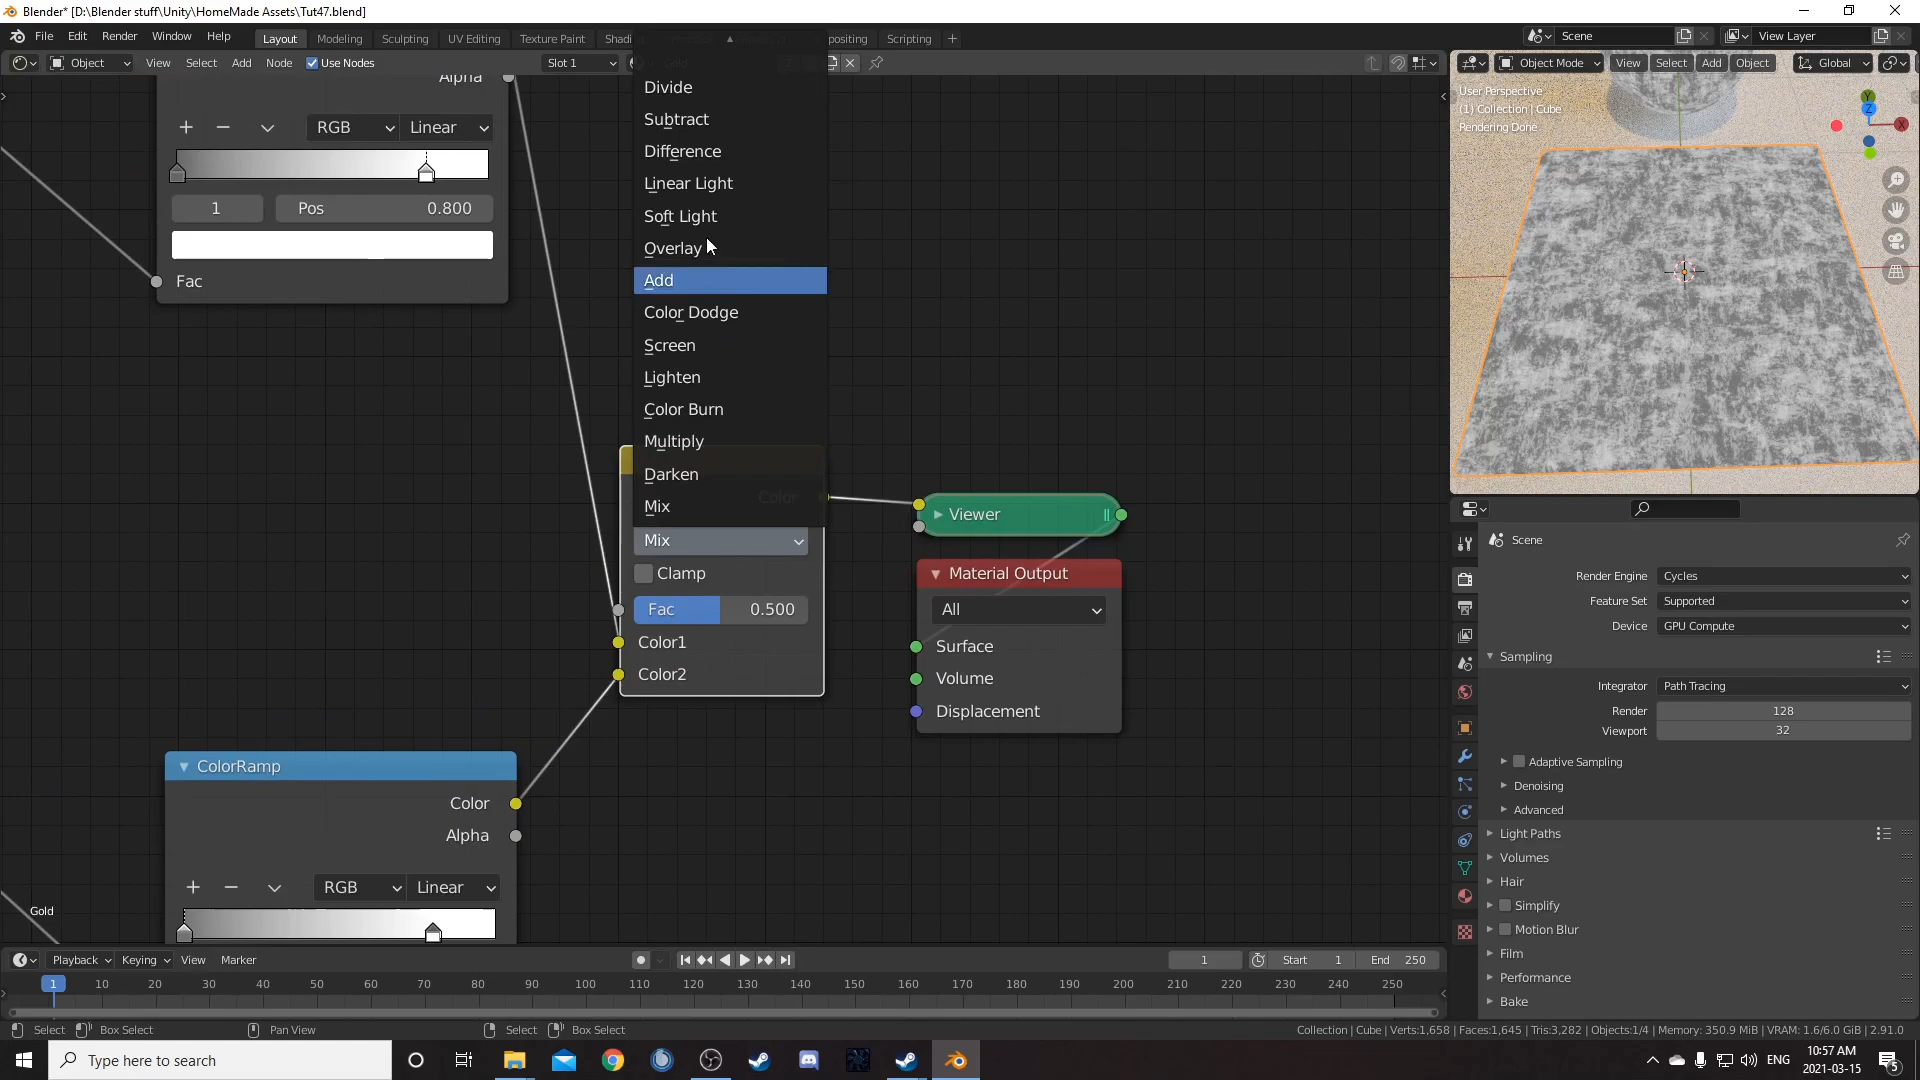 Blender* [D:\Blender stuff\Unity\HomeMade Assets\Tut47.blend]
File Edit Render Window Help
Layout Modeling Sculpting UV Editing Texture Paint Scripting
Scene
View Layer
Object View Select Add Node Use Nodes
Slot 1
Object Mode View Select Add Object Global
User Perspective
(1) Collection | Cube
Rendering Done
Alpha
RGB Linear
1 Pos 0.800
Fac
Divide
Subtract
Difference
Linear Light
Soft Light
Overlay
Add
Color Dodge
Screen
Lighten
Color Burn
Multiply
Darken
Mix
Color
Mix
Clamp
Fac 0.500
Color1
Color2
Viewer
Material Output
All
Surface
Volume
Displacement
ColorRamp
Color
Alpha
RGB Linear
Gold
Scene
Render Engine Cycles
Feature Set Supported
Device GPU Compute
Sampling
Integrator Path Tracing
Render 128
Viewport 32
Adaptive Sampling
Denoising
Advanced
Light Paths
Volumes
Hair
Simplify
Motion Blur
Film
Performance
Bake
Playback Keying View Marker
1 Start 1 End 250
1 10 20 30 40 50 60 70 80 90 100 110 120 130 140 150 160 170 180 190 200 210 220 230 240 250
Select Box Select Pan View Select Box Select
Collection | Cube | Verts:1,658 | Faces:1,645 | Tris:3,282 | Objects:1/4 | Memory: 350.9 MiB | VRAM: 1.6/6.0 GiB | 2.91.0
Type here to search
ENG
10:57 AM
2021-03-15
5